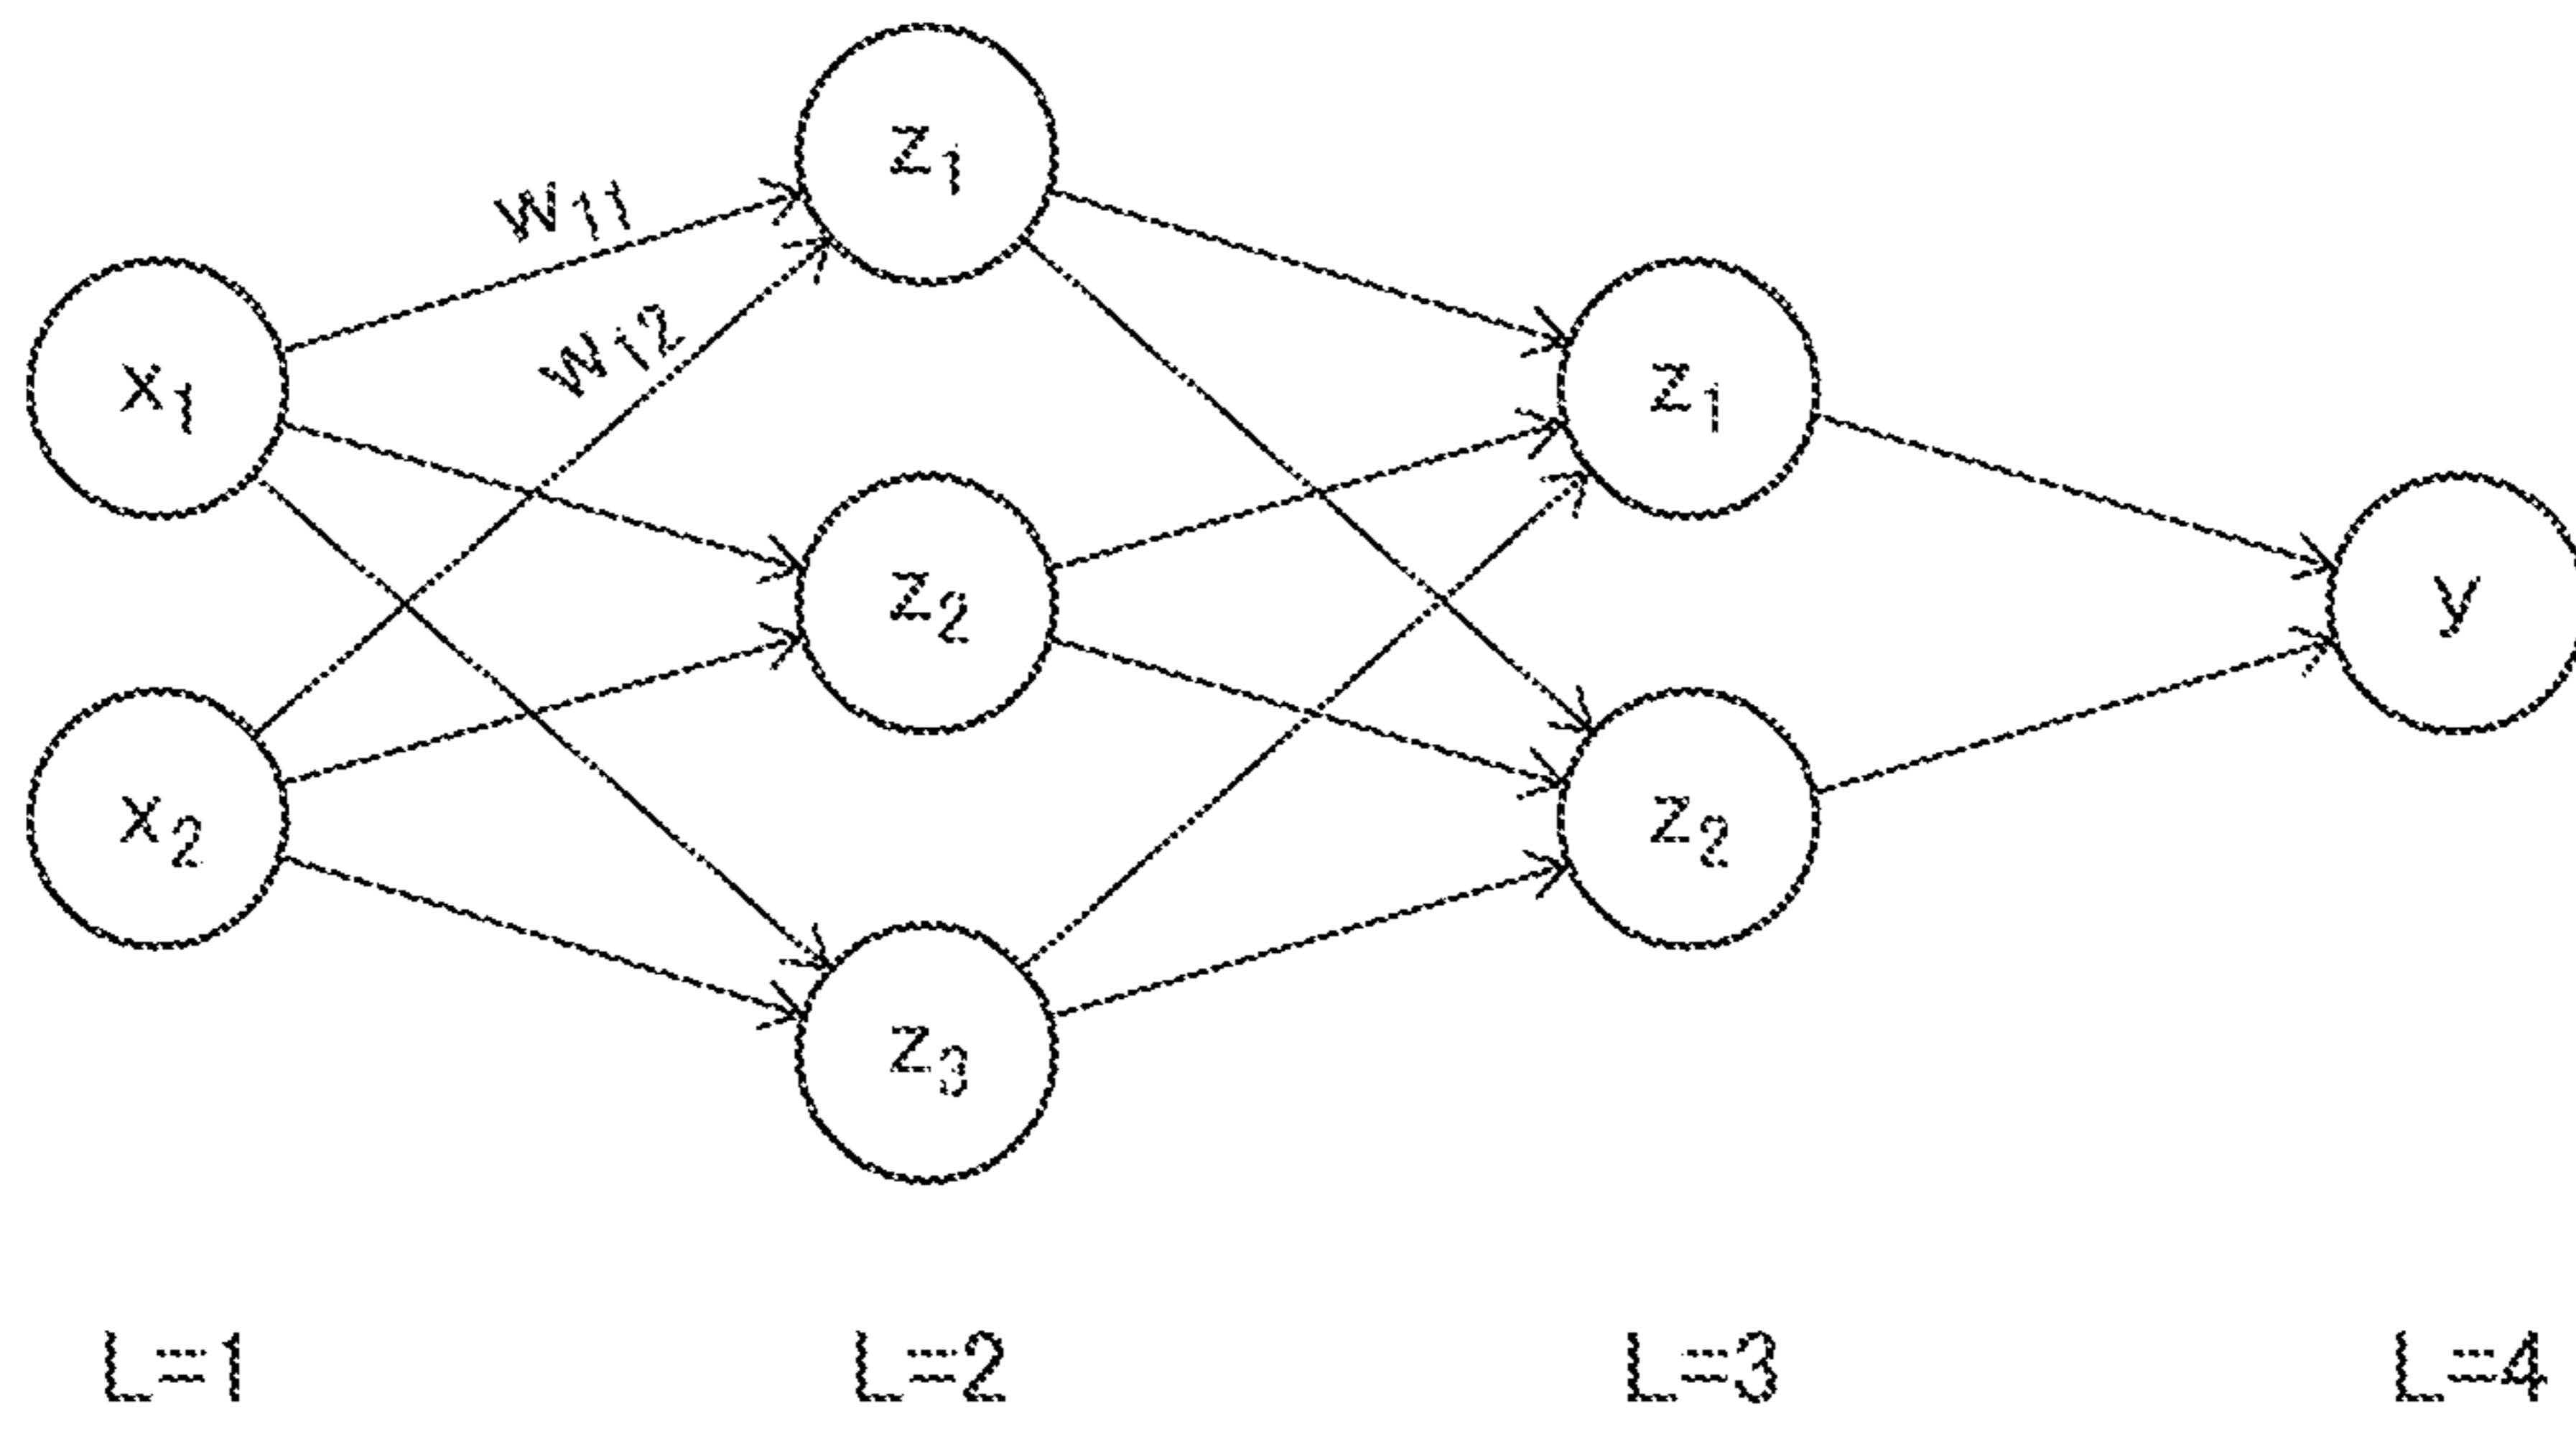 z₁
w₁₁
w₁₂
x₁
z₁
z₂
y
x₂
z₂
z₃
L=1 L=2 L=3 L=4